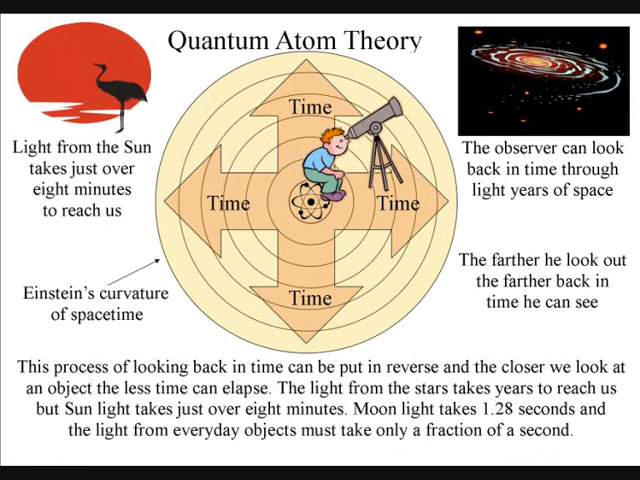 Quantum Atom Theory
Time
Light from the Sun
takes just over
eight minutes
to reach us
The observer can look
back in time through
light years of space
Time
Time
The farther he look out
the farther back in
time he can see
Einstein's curvature
of spacetime
Time
This process of looking back in time can be put in reverse and the closer we look at
an object the less time can elapse. The light from the stars takes years to reach us
but Sun light takes just over eight minutes. Moon light takes 1.28 seconds and
the light from everyday objects must take only a fraction of a second.